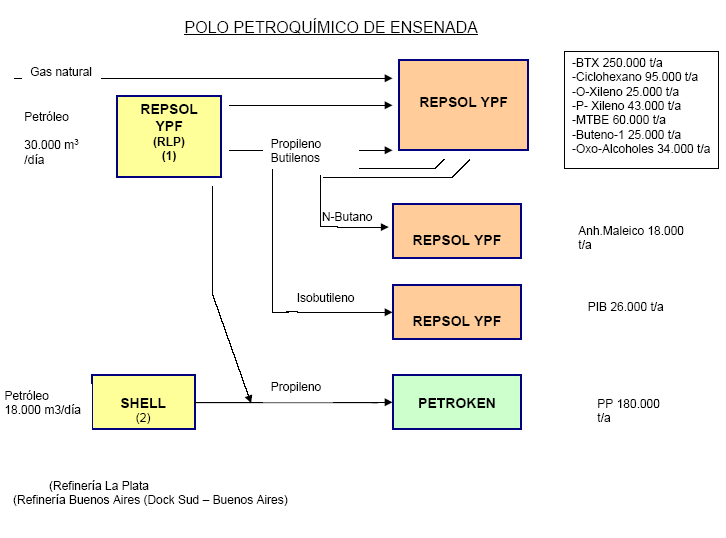 POLO PETROQUÍMICO DE ENSENADA
Gas natural
Petróleo
30.000 m³
/día
REPSOL
YPF
(RLP)
(1)
Propileno
Butilenos
REPSOL YPF
-BTX 250.000 t/a
-Ciclohexano 95.000 t/a
-O-Xileno 25.000 t/a
-P- Xileno 43.000 t/a
-MTBE 60.000 t/a
-Buteno-1 25.000 t/a
-Oxo-Alcoholes 34.000 t/a
N-Butano
REPSOL YPF
Anh.Maleico 18.000
t/a
Isobutileno
REPSOL YPF
PIB 26.000 t/a
Petróleo
18.000 m3/día
SHELL
(2)
Propileno
PETROKEN
PP 180.000
t/a
(Refinería La Plata
(Refinería Buenos Aires (Dock Sud – Buenos Aires)